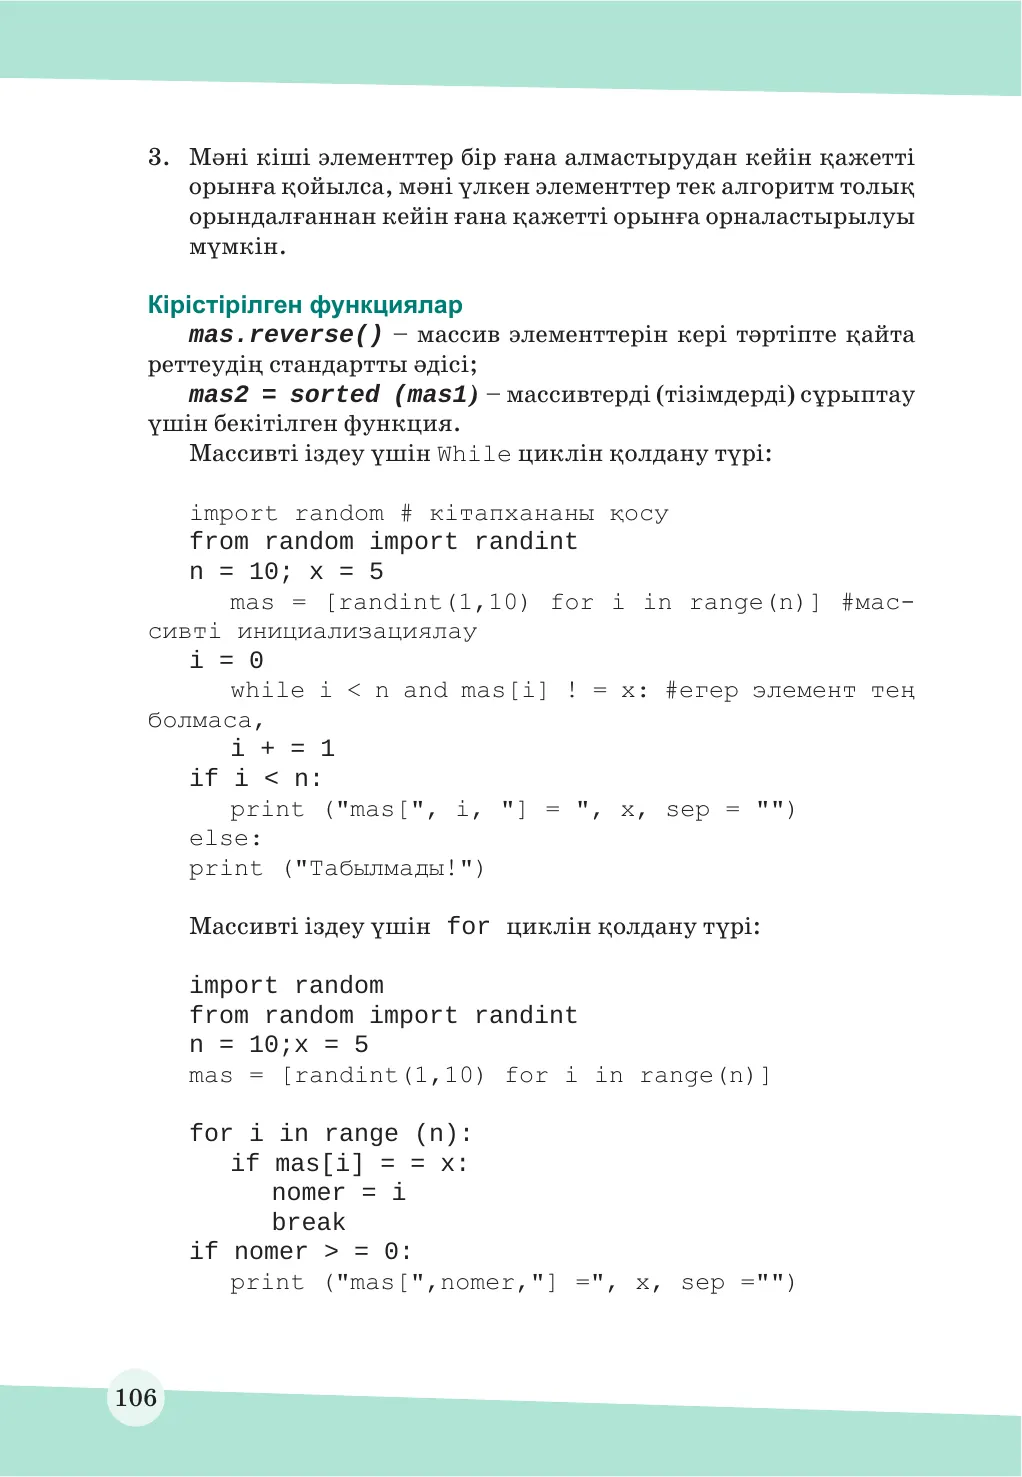 3. Мәні кіші элементтер бір ғана алмастырудан кейін қажетті
орынға қойылса, мәні үлкен элементтер тек алгоритм толық
орындалғаннан кейін ғана қажетті орынға орналастырылуы
мүмкін.
Кірістірілген функциялар
mas.reverse() – массив элементтерін кері тәртіпте қайта
реттеудің стандартты әдісі;
mas2 = sorted (mas1) – массивтерді (тізімдерді) сұрыптау
үшін бекітілген функция.
Массивті іздеу үшін While циклін қолдану түрі:
import random # кітапхананы қосу
from random import randint
n = 10; x = 5
mas = [randint(1,10) for i in range(n)] #мас-
сивті инициализациялау
i = 0
while i < n and mas[i] ! = x: #егер элемент тең
болмаса,
i + = 1
if i < n:
print ("mas[", i, "] = ", x, sep = "")
else:
print ("Табылмады!")
Массивті іздеу үшін for циклін қолдану түрі:
import random
from random import randint
n = 10;x = 5
mas = [randint(1,10) for i in range(n)]
for i in range (n):
if mas[i] = = x:
nomer = i
break
if nomer > = 0:
print ("mas[",nomer,"] =", x, sep ="")
106